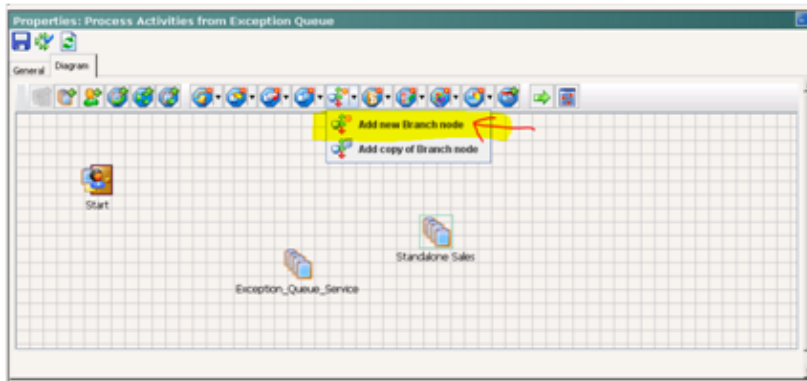 Properties: Process Activities from Exception Queue
General Diagram
Add new Branch node
Add copy of Branch node
Start
Standalone Sales
Exception_Queue_Service